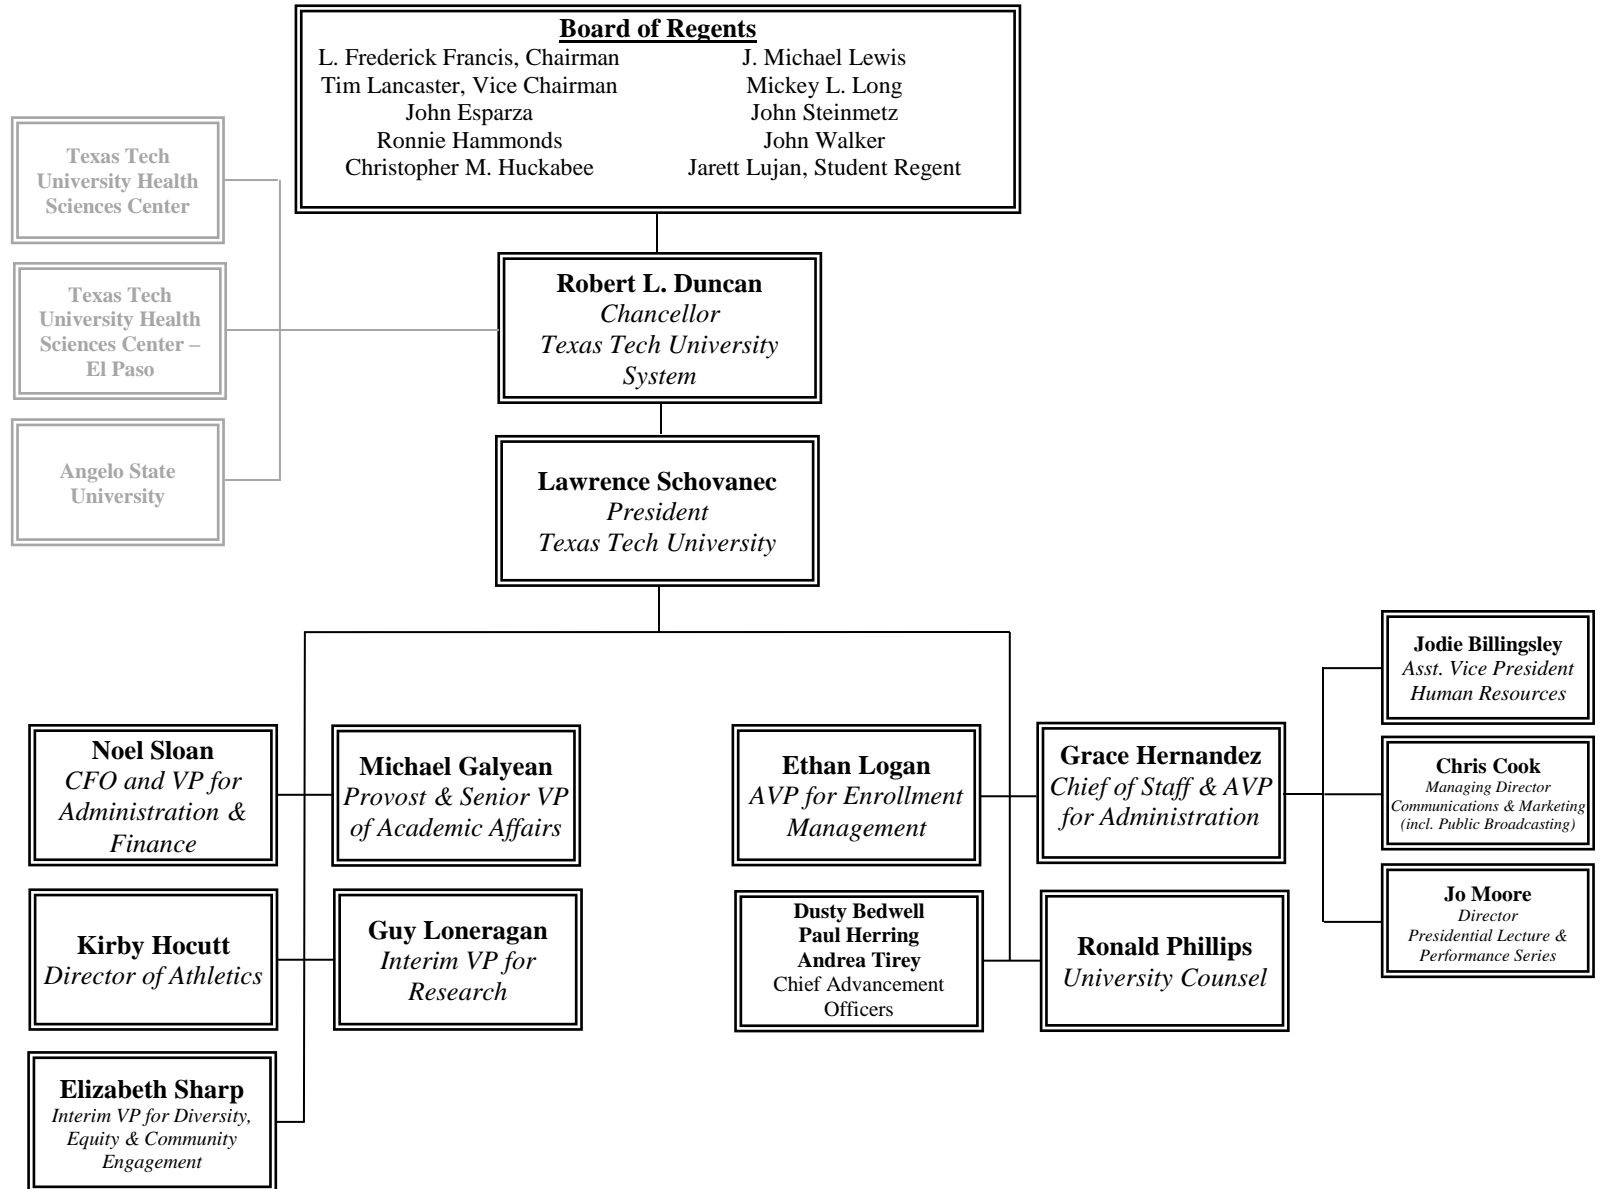 Board of Regents
L. Frederick Francis, Chairman
Tim Lancaster, Vice Chairman
John Esparza
Ronnie Hammonds
Christopher M. Huckabee
J. Michael Lewis
Mickey L. Long
John Steinmetz
John Walker
Jarett Lujan, Student Regent
Texas Tech
University Health
Sciences Center
Texas Tech
University Health
Sciences Center –
El Paso
Angelo State
University
Robert L. Duncan
Chancellor
Texas Tech University
System
Lawrence Schovanec
President
Texas Tech University
Noel Sloan
CFO and VP for
Administration &
Finance
Michael Galyean
Provost & Senior VP
of Academic Affairs
Kirby Hocutt
Director of Athletics
Guy Loneragan
Interim VP for
Research
Elizabeth Sharp
Interim VP for Diversity,
Equity & Community
Engagement
Ethan Logan
AVP for Enrollment
Management
Grace Hernandez
Chief of Staff & AVP
for Administration
Dusty Bedwell
Paul Herring
Andrea Tirey
Chief Advancement
Officers
Ronald Phillips
University Counsel
Jodie Billingsley
Asst. Vice President
Human Resources
Chris Cook
Managing Director
Communications & Marketing
(incl. Public Broadcasting)
Jo Moore
Director
Presidential Lecture &
Performance Series